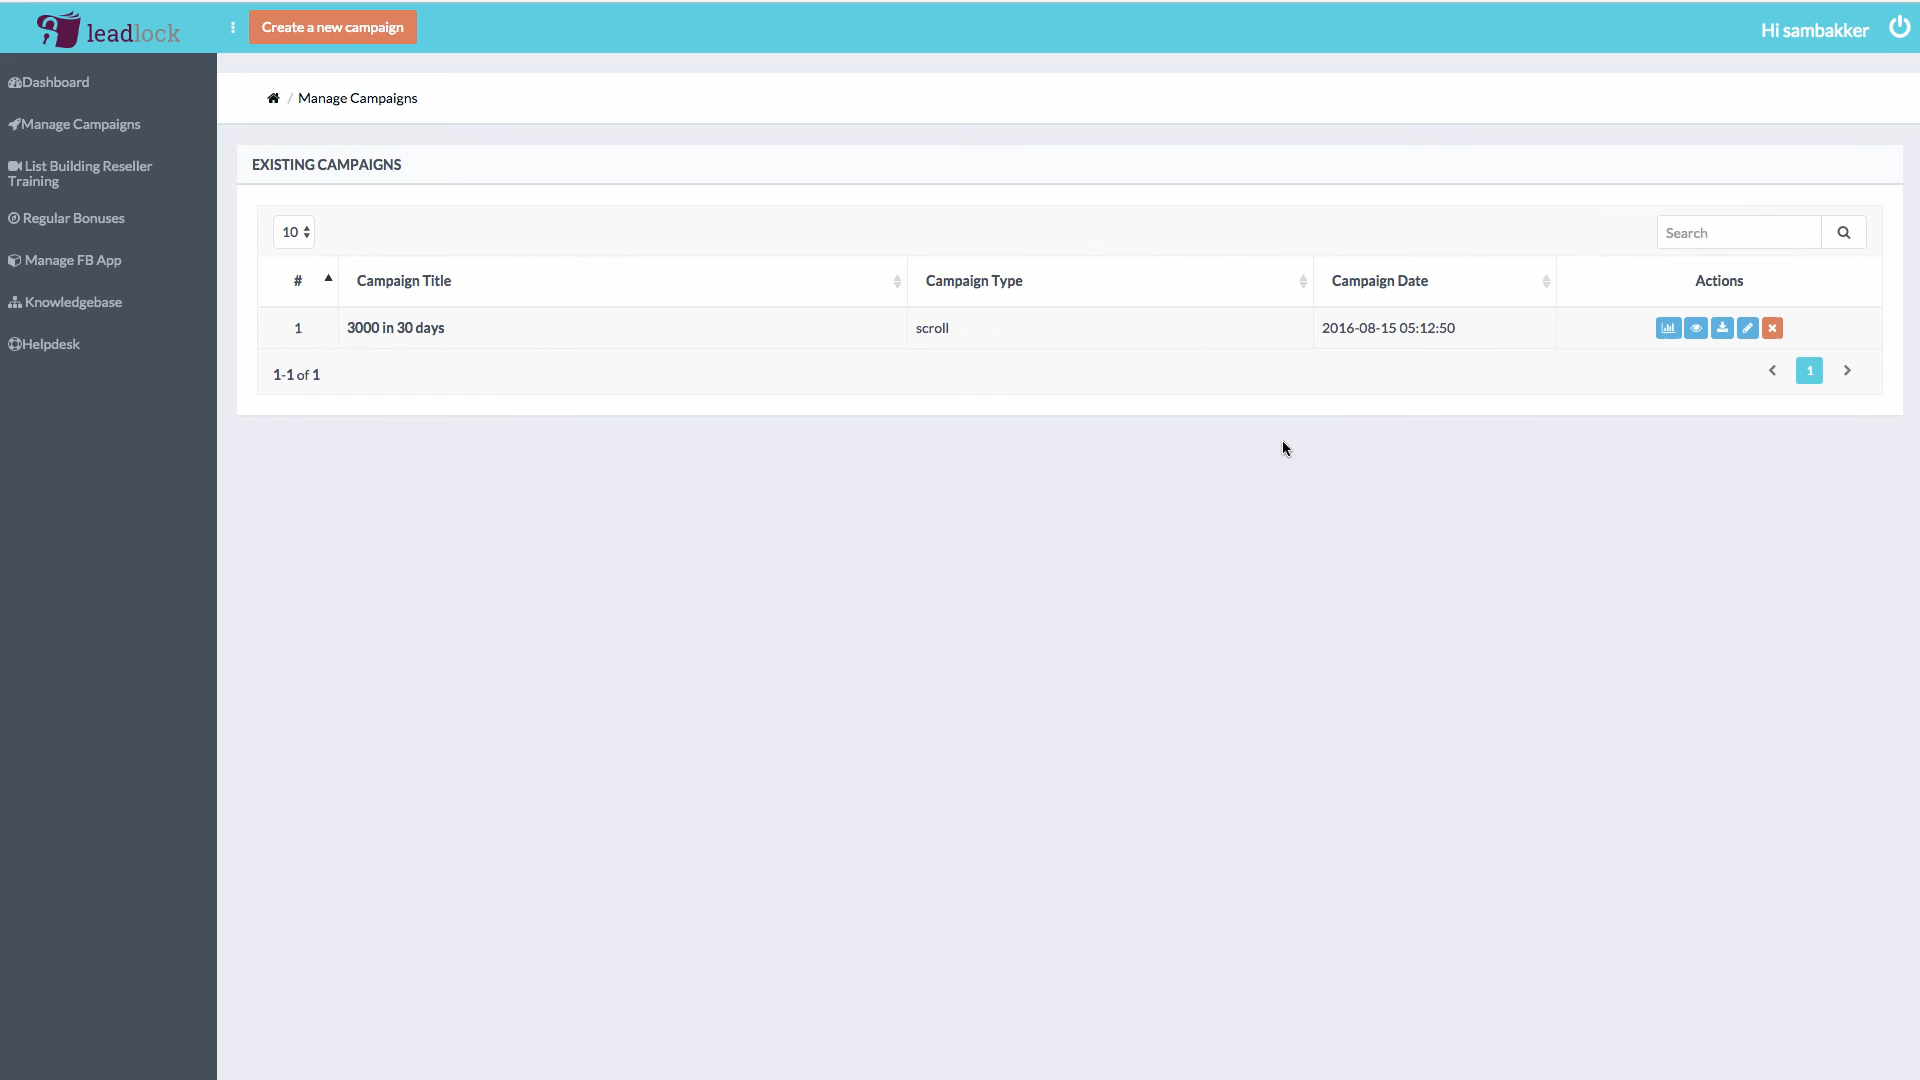 leadlock
Create a new campaign
Hi sambakker
Dashboard
Manage Campaigns
List Building Reseller
Training
Regular Bonuses
Manage FB App
Knowledgebase
Helpdesk
/ Manage Campaigns
EXISTING CAMPAIGNS
10
Search
# Campaign Title Campaign Type Campaign Date Actions
1 3000 in 30 days scroll 2016-08-15 05:12:50
1-1 of 1
1